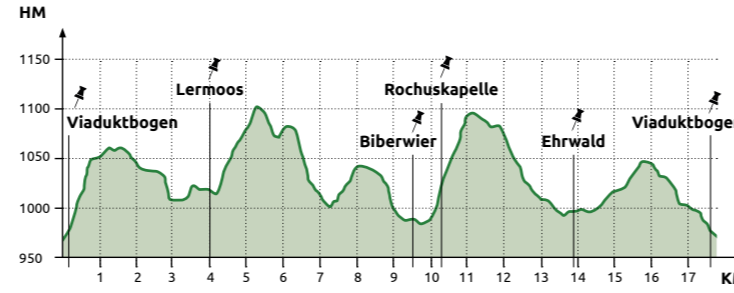 HM
1150
Lermoos
Rochuskapelle
1100
Viaduktbogen
Viaduktboge
Biberwier
Ehrwald
1050
1000
950
1 2 3 4 5 6 7 8 9 10 11 12 13 14 15 16 17 K